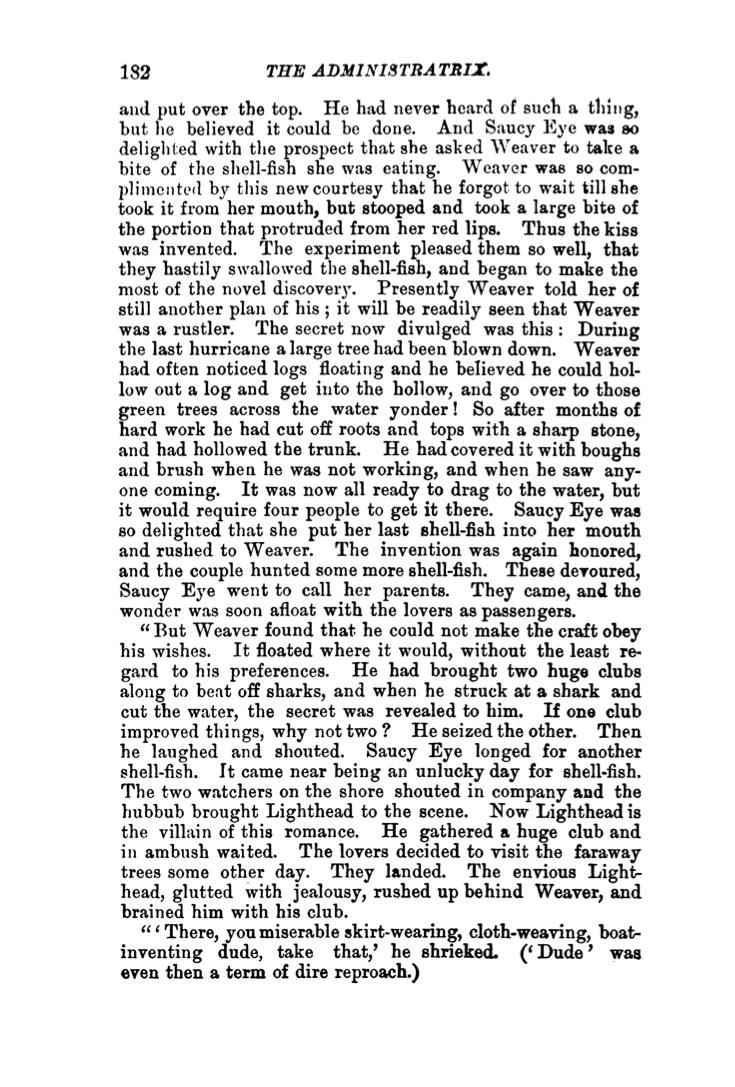 182 THE ADMINISTRATRIX.
and put over the top. He had never heard of such a thing,
but he believed it could be done. And Saucy Eye was so
delighted with the prospect that she asked Weaver to take a
bite of the shell-fish she was eating. Weaver was so com-
plimented by this new courtesy that he forgot to wait till she
took it from her mouth, but stooped and took a large bite of
the portion that protruded from her red lips. Thus the kiss
was invented. The experiment pleased them so well, that
they hastily swallowed the shell-fish, and began to make the
most of the novel discovery. Presently Weaver told her of
still another plan of his; it will be readily seen that Weaver
was a rustler. The secret now divulged was this: During
the last hurricane a large tree had been blown down. Weaver
had often noticed logs floating and he believed he could hol-
low out a log and get into the hollow, and go over to those
green trees across the water yonder! So after months of
hard work he had cut off roots and tops with a sharp stone,
and had hollowed the trunk. He had covered it with boughs
and brush when he was not working, and when he saw any-
one coming. It was now all ready to drag to the water, but
it would require four people to get it there. Saucy Eye was
so delighted that she put her last shell-fish into her mouth
and rushed to Weaver. The invention was again honored,
and the couple hunted some more shell-fish. These devoured,
Saucy Eye went to call her parents. They came, and the
wonder was soon afloat with the lovers as passengers.
"But Weaver found that he could not make the craft obey
his wishes. It floated where it would, without the least re-
gard to his preferences. He had brought two huge clubs
along to beat off sharks, and when he struck at a shark and
cut the water, the secret was revealed to him. If one club
improved things, why not two? He seized the other. Then
he laughed and shouted. Saucy Eye longed for another
shell-fish. It came near being an unlucky day for shell-fish.
The two watchers on the shore shouted in company and the
hubbub brought Lighthead to the scene. Now Lighthead is
the villain of this romance. He gathered a huge club and
in ambush waited. The lovers decided to visit the faraway
trees some other day. They landed. The envious Light-
head, glutted with jealousy, rushed up behind Weaver, and
brained him with his club.
"'There, you miserable skirt-wearing, cloth-weaving, boat-
inventing dude, take that,' he shrieked. ('Dude' was
even then a term of dire reproach.)